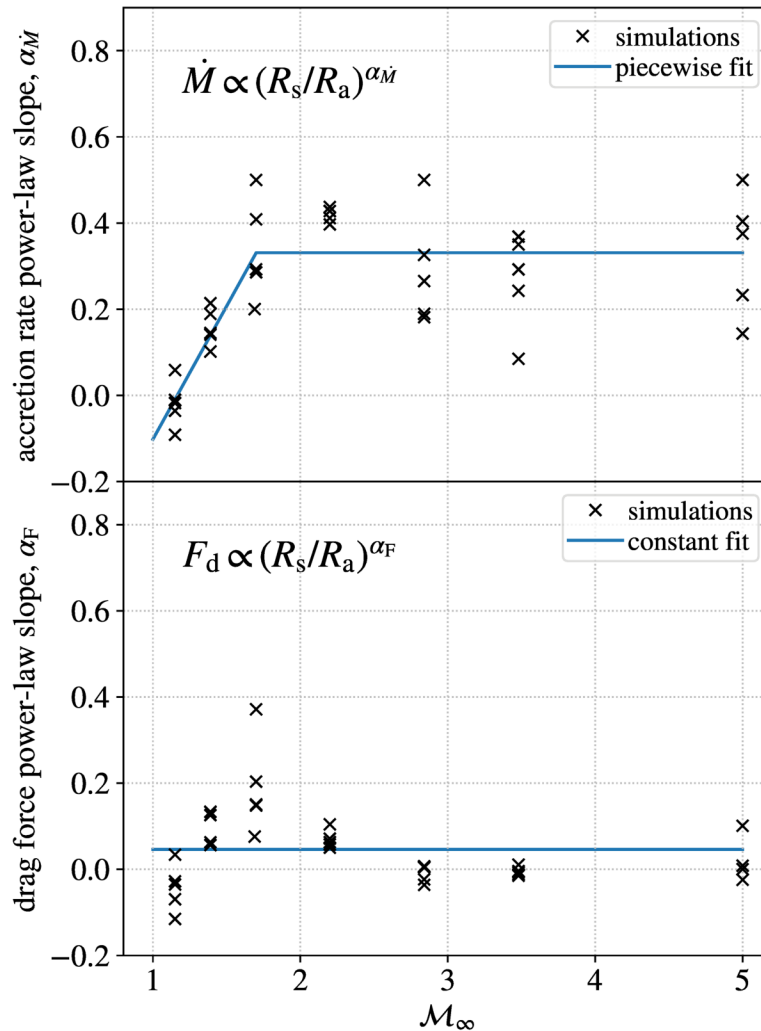 0.8
0.6
0.4
0.2
0.0
−0.2
accretion rate power-law slope, α_Ṁ
Ṁ ∝ (R_s/R_a)^α_Ṁ
simulations
piecewise fit
0.8
0.6
0.4
0.2
0.0
−0.2
drag force power-law slope, α_F
F_d ∝ (R_s/R_a)^α_F
simulations
constant fit
1 2 3 4 5
ℳ_∞